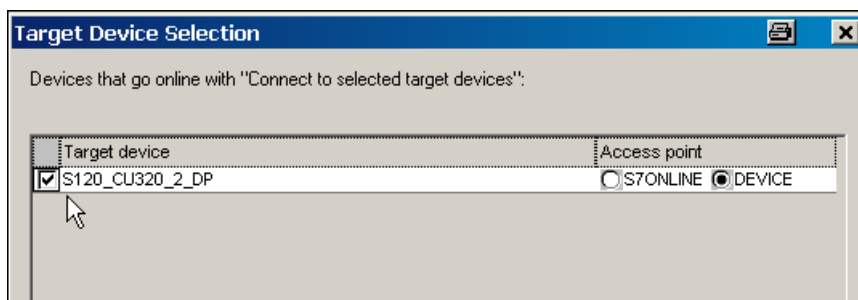 Target Device Selection
Devices that go online with "Connect to selected target devices":
Target device Access point
S120_CU320_2_DP S7ONLINE DEVICE